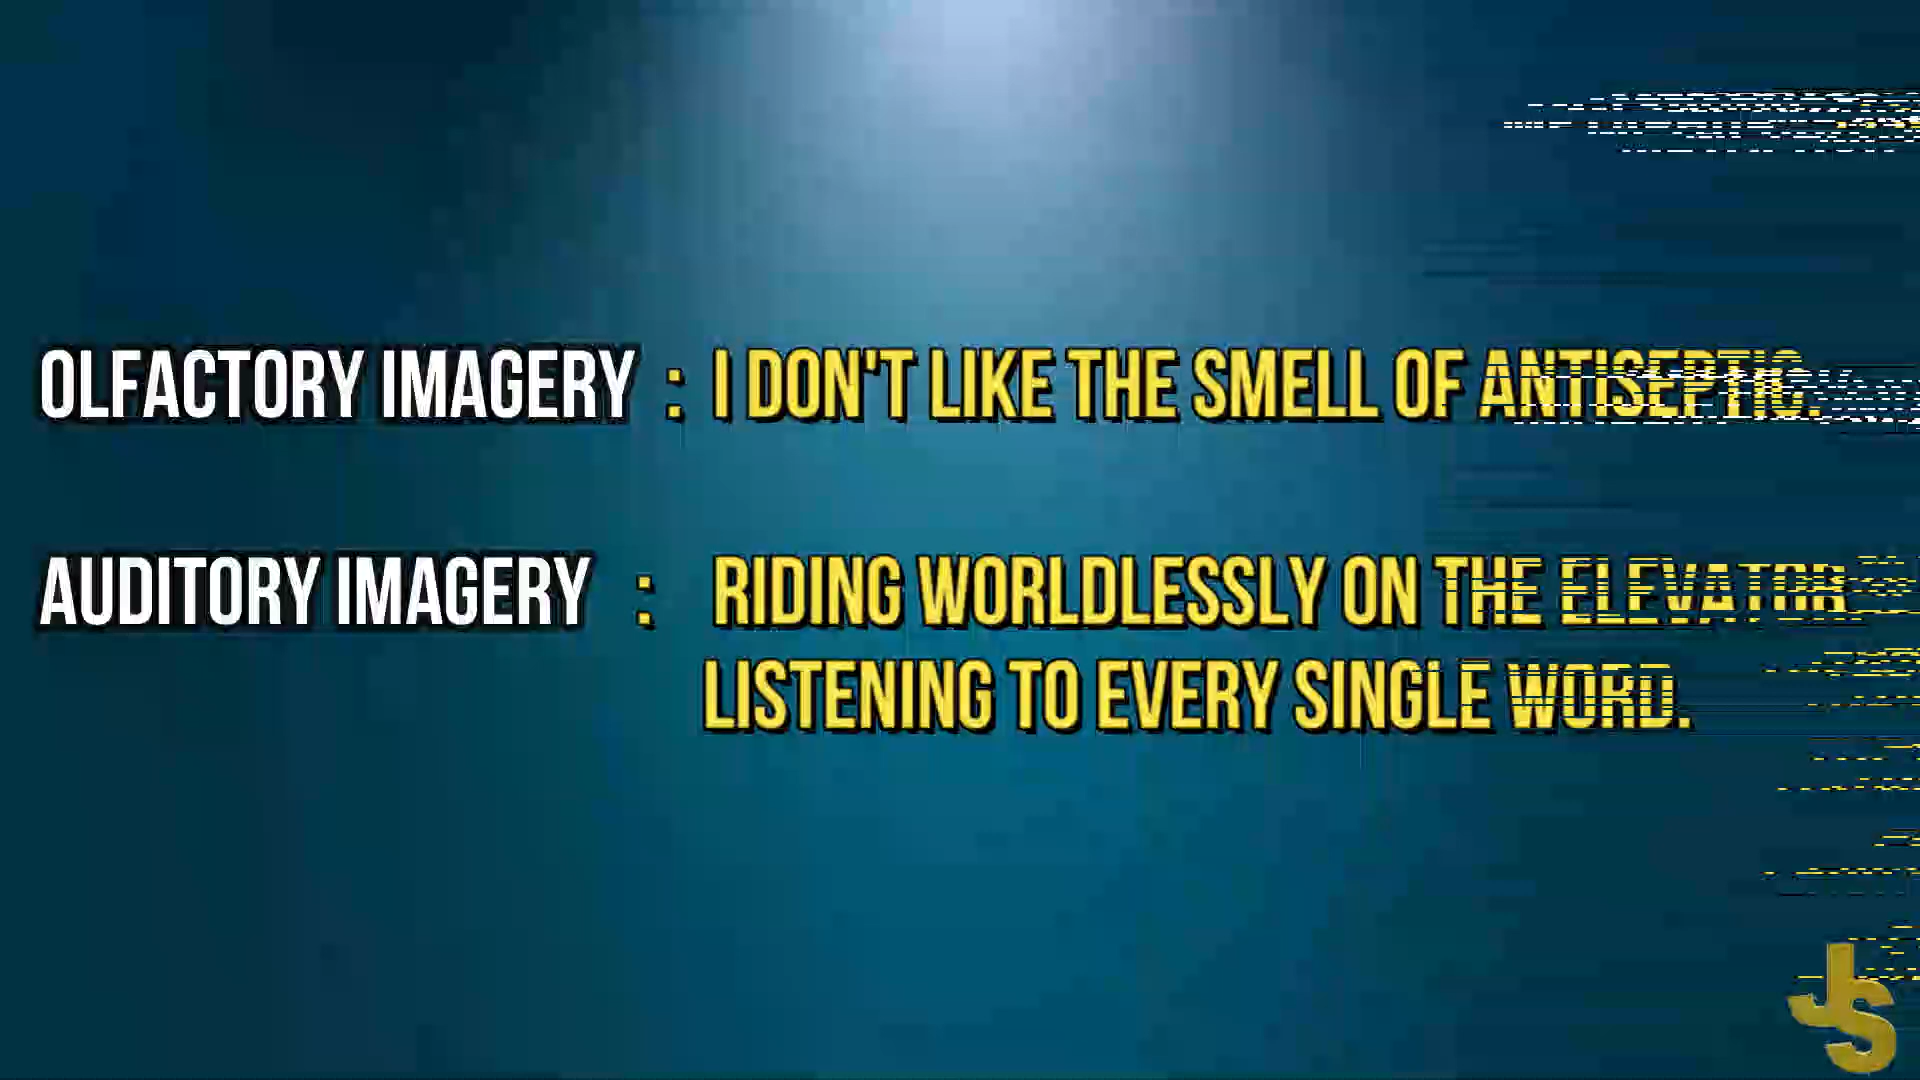 OLFACTORY IMAGERY : I DON'T LIKE THE SMELL OF ANTISEPTIC.
AUDITORY IMAGERY : RIDING WORLDLESSLY ON THE ELEVATOR
LISTENING TO EVERY SINGLE WORD.
JS